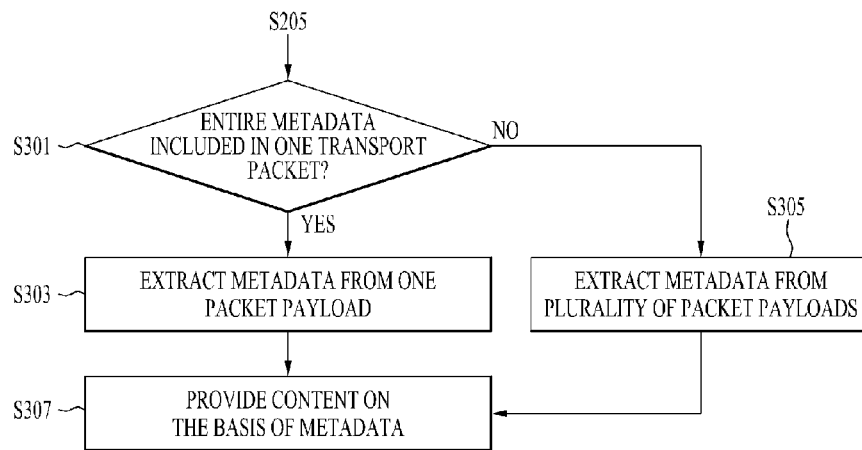 S205
S301
ENTIRE METADATA
INCLUDED IN ONE TRANSPORT
PACKET?
NO
YES
S305
S303
EXTRACT METADATA FROM ONE
PACKET PAYLOAD
EXTRACT METADATA FROM
PLURALITY OF PACKET PAYLOADS
S307
PROVIDE CONTENT ON
THE BASIS OF METADATA